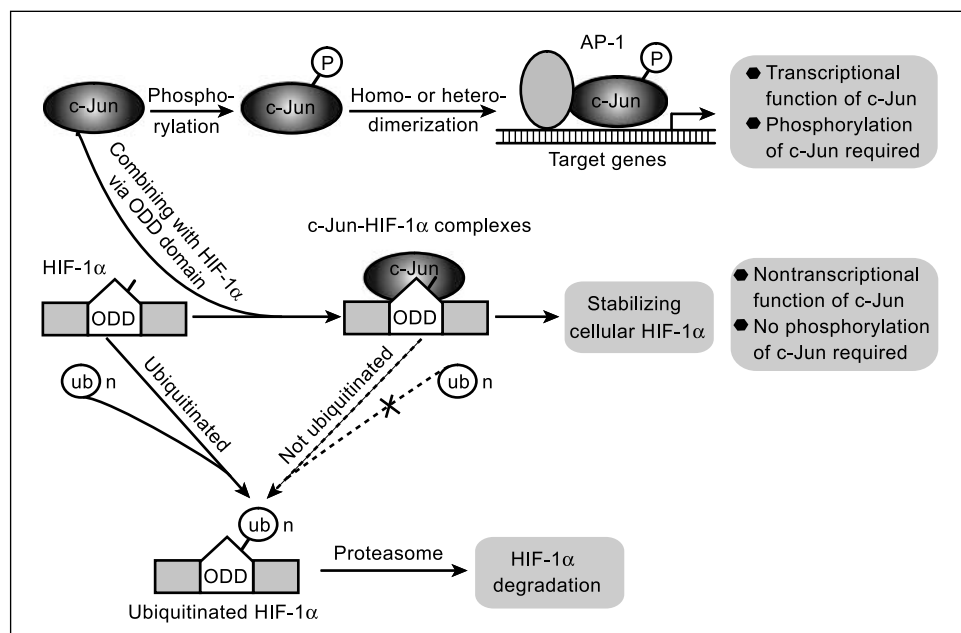 AP-1
P
P
c-Jun
Phospho-
rylation
c-Jun
Homo- or hetero-
dimerization
c-Jun
Target genes
Transcriptional
function of c-Jun
Phosphorylation
of c-Jun required
Combining with HIF-1α
via ODD domain
c-Jun-HIF-1α complexes
HIF-1α
ODD
c-Jun
ODD
Stabilizing
cellular HIF-1α
Nontranscriptional
function of c-Jun
No phosphorylation
of c-Jun required
ub n
Ubiquitinated
Not ubiquitinated
ub n
ub n
ODD
Ubiquitinated HIF-1α
Proteasome
HIF-1α
degradation